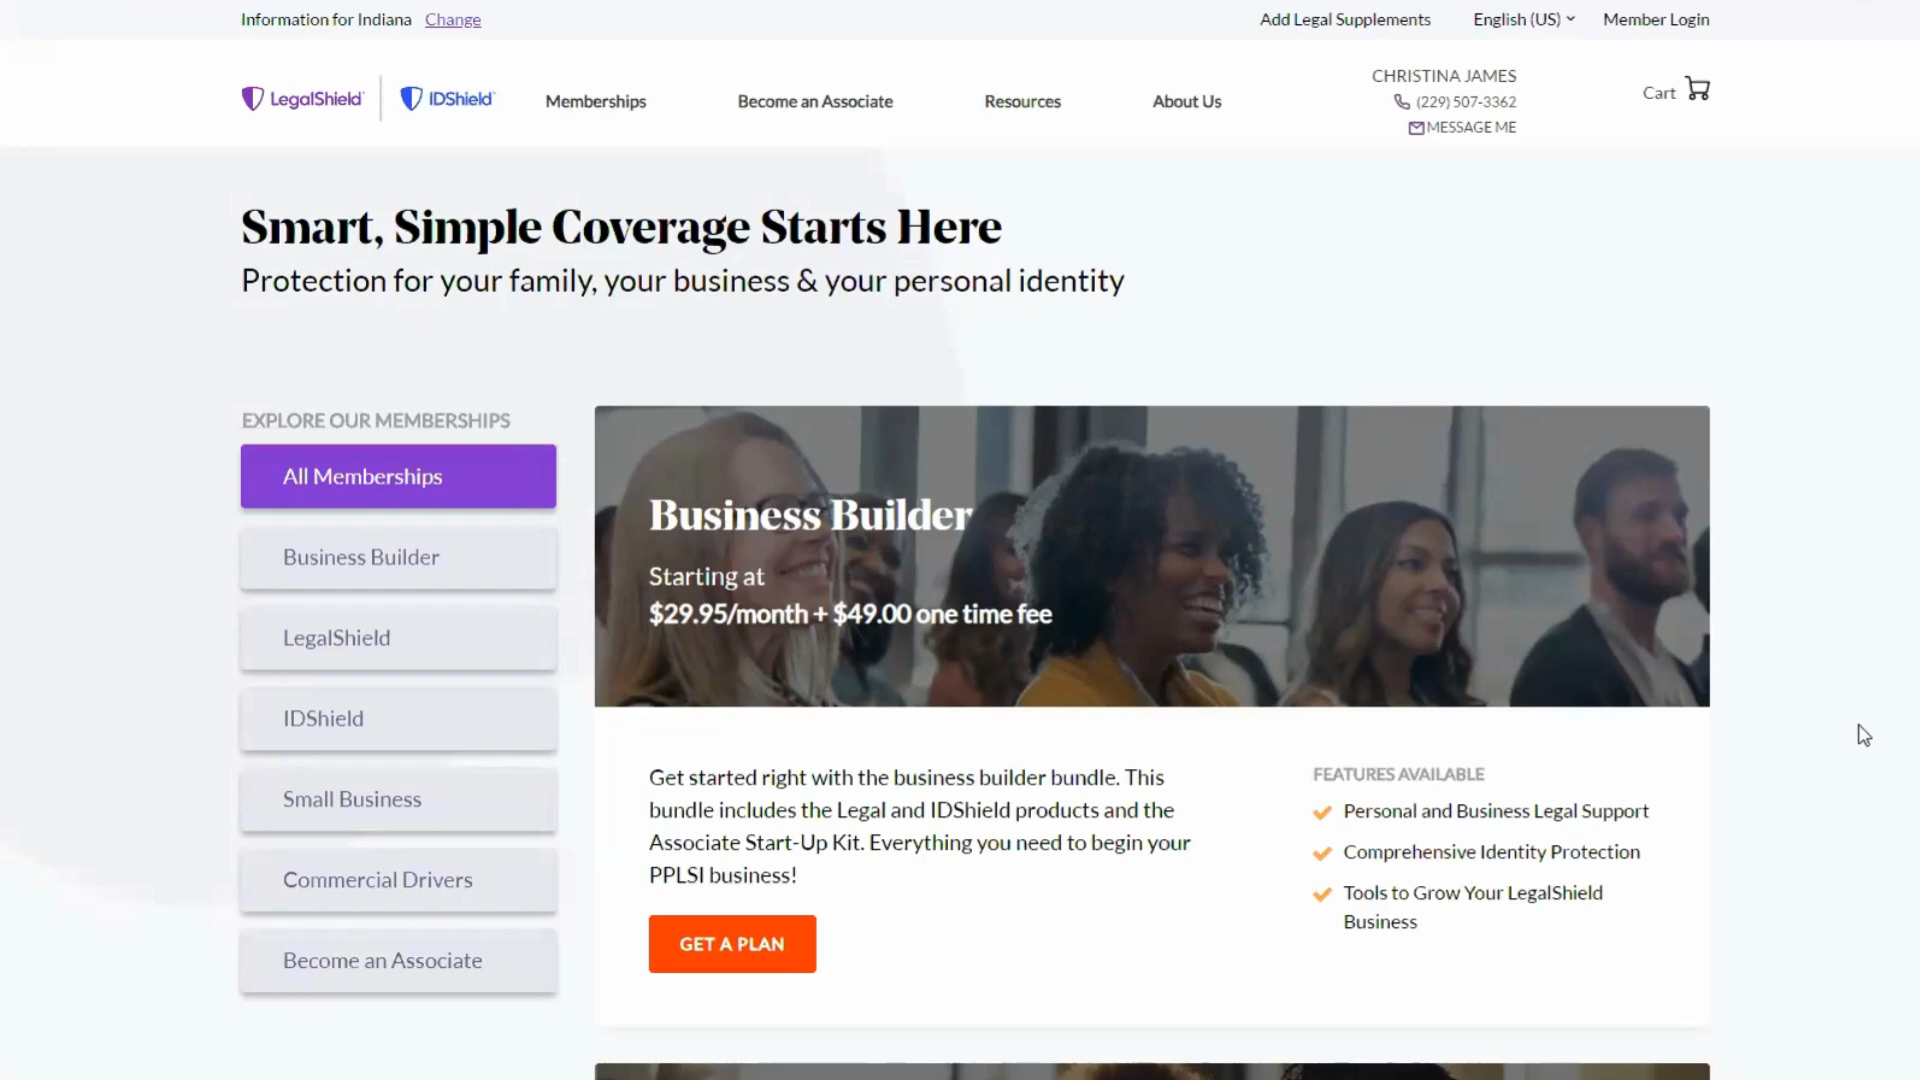 Information for Indiana Change
Add Legal Supplements English (US) Member Login
LegalShield IDShield Memberships Become an Associate Resources About Us
CHRISTINA JAMES
(229) 507-3362
MESSAGE ME
Cart
Smart, Simple Coverage Starts Here
Protection for your family, your business & your personal identity
EXPLORE OUR MEMBERSHIPS
All Memberships
Business Builder
LegalShield
IDShield
Small Business
Commercial Drivers
Become an Associate
Business Builder
Starting at
$29.95/month + $49.00 one time fee
Get started right with the business builder bundle. This
bundle includes the Legal and IDShield products and the
Associate Start-Up Kit. Everything you need to begin your
PPLSI business!
GET A PLAN
FEATURES AVAILABLE
Personal and Business Legal Support
Comprehensive Identity Protection
Tools to Grow Your LegalShield
Business